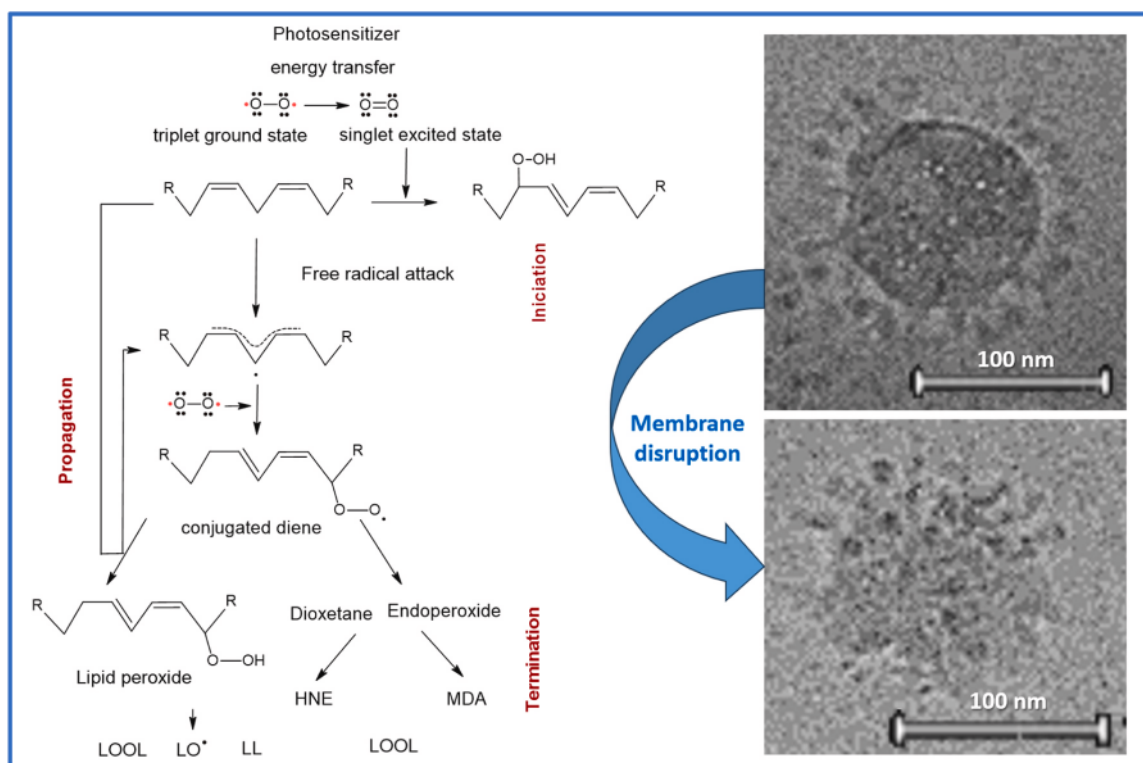 Photosensitizer
energy transfer
•O–O•
O=O
triplet ground state
singlet excited state
O–OH
R
R
R
R
Free radical attack
Iniciation
R
R
•O–O•
Propagation
R
R
O–O•
conjugated diene
R
R
O–OH
Lipid peroxide
Dioxetane
Endoperoxide
HNE
MDA
Termination
LOOL
LO•
LL
LOOL
100 nm
Membrane
disruption
100 nm